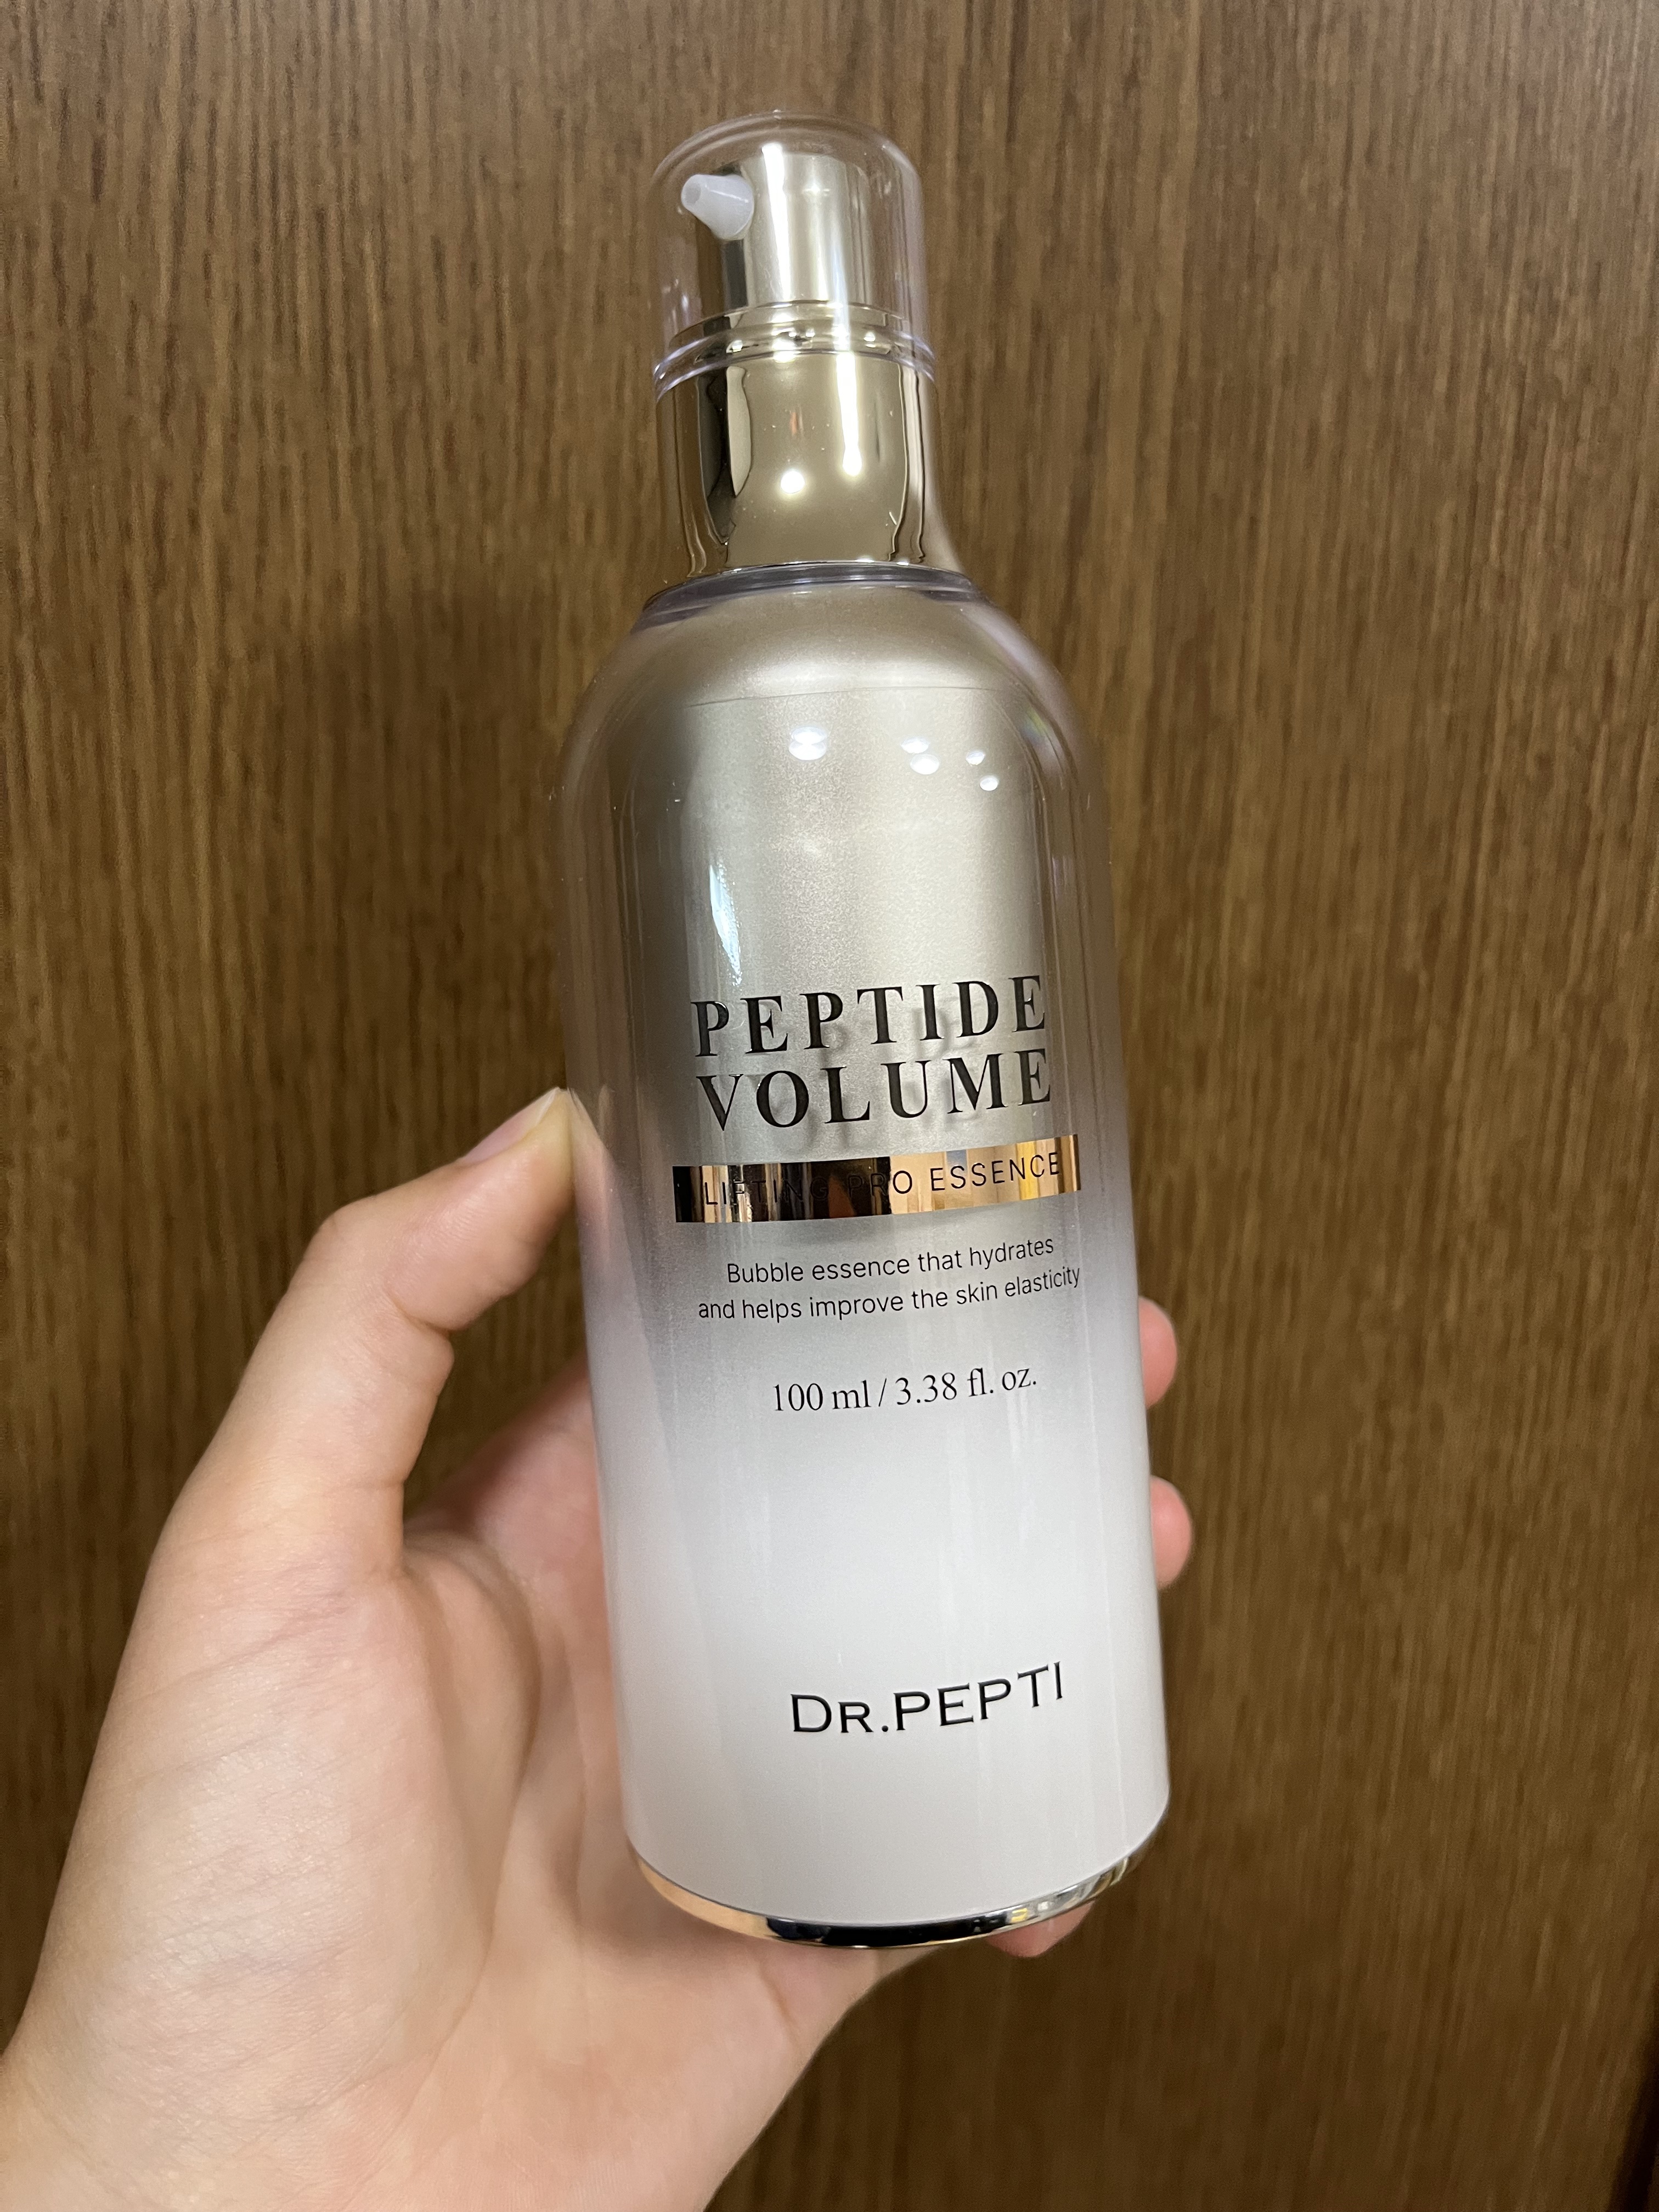 PEPTIDE
VOLUME
LIFTING PRO ESSENCE
Bubble essence that hydrates
and helps improve the skin elasticity
100 ml / 3.38 fl. oz.
DR.PEPTI